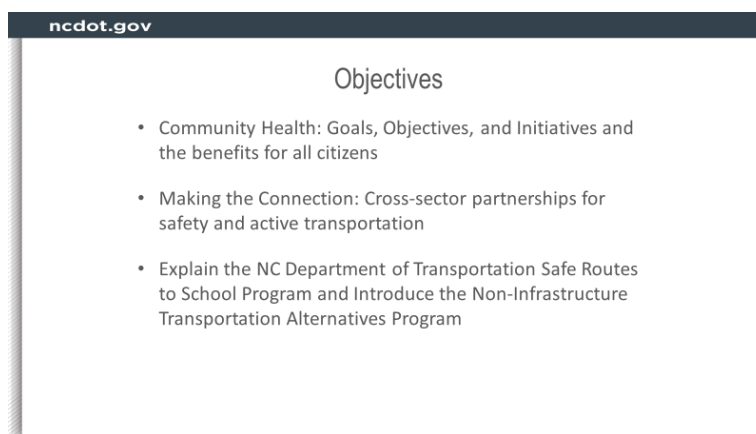 ncdot.gov
Objectives
• Community Health: Goals, Objectives, and Initiatives and
the benefits for all citizens
• Making the Connection: Cross-sector partnerships for
safety and active transportation
• Explain the NC Department of Transportation Safe Routes
to School Program and Introduce the Non-Infrastructure
Transportation Alternatives Program